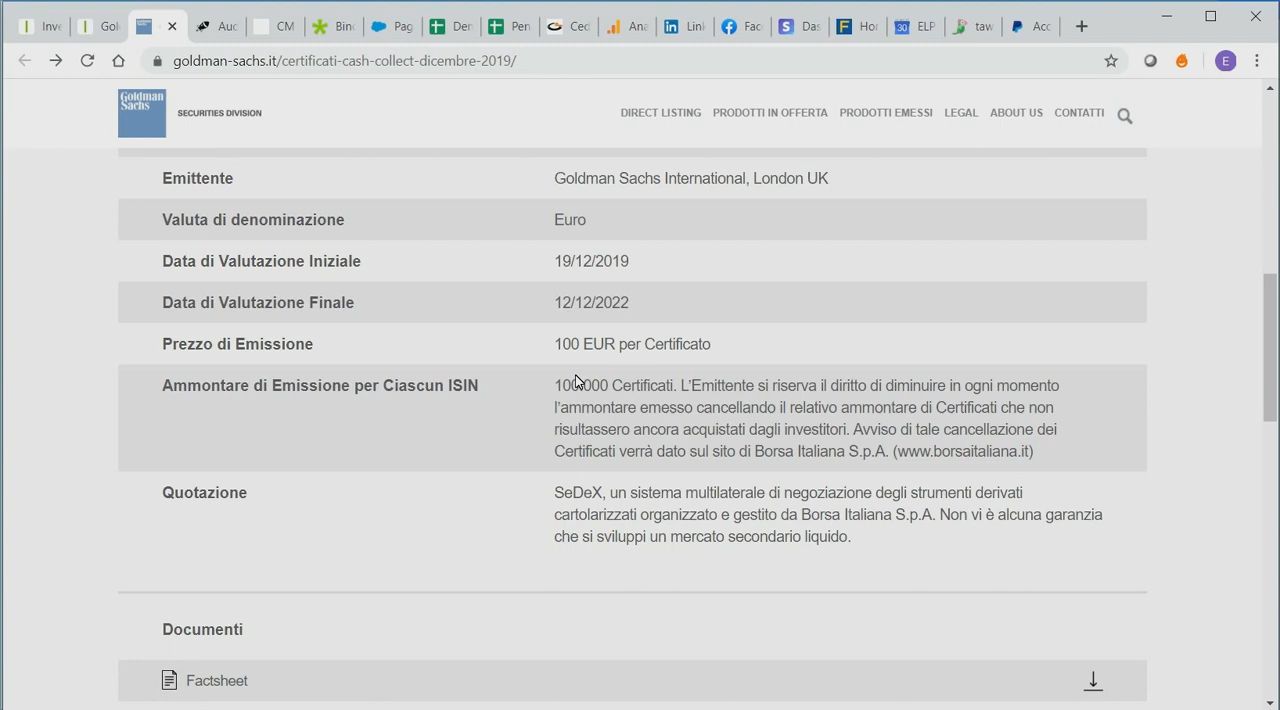 Inve
Gol
Aud
CM
Bind
Pag
Den
Pen
Ced
Ana
Link
Fac
Das
Hor
30
ELP
taw
Acc
goldman-sachs.it/certificati-cash-collect-dicembre-2019/
E
Goldman
Sachs
SECURITIES DIVISION
DIRECT LISTING PRODOTTI IN OFFERTA PRODOTTI EMESSI LEGAL ABOUT US CONTATTI
Emittente
Goldman Sachs International, London UK
Valuta di denominazione
Euro
Data di Valutazione Iniziale
19/12/2019
Data di Valutazione Finale
12/12/2022
Prezzo di Emissione
100 EUR per Certificato
Ammontare di Emissione per Ciascun ISIN
100.000 Certificati. L'Emittente si riserva il diritto di diminuire in ogni momento
l'ammontare emesso cancellando il relativo ammontare di Certificati che non
risultassero ancora acquistati dagli investitori. Avviso di tale cancellazione dei
Certificati verrà dato sul sito di Borsa Italiana S.p.A. (www.borsaitaliana.it)
Quotazione
SeDeX, un sistema multilaterale di negoziazione degli strumenti derivati
cartolarizzati organizzato e gestito da Borsa Italiana S.p.A. Non vi è alcuna garanzia
che si sviluppi un mercato secondario liquido.
Documenti
Factsheet